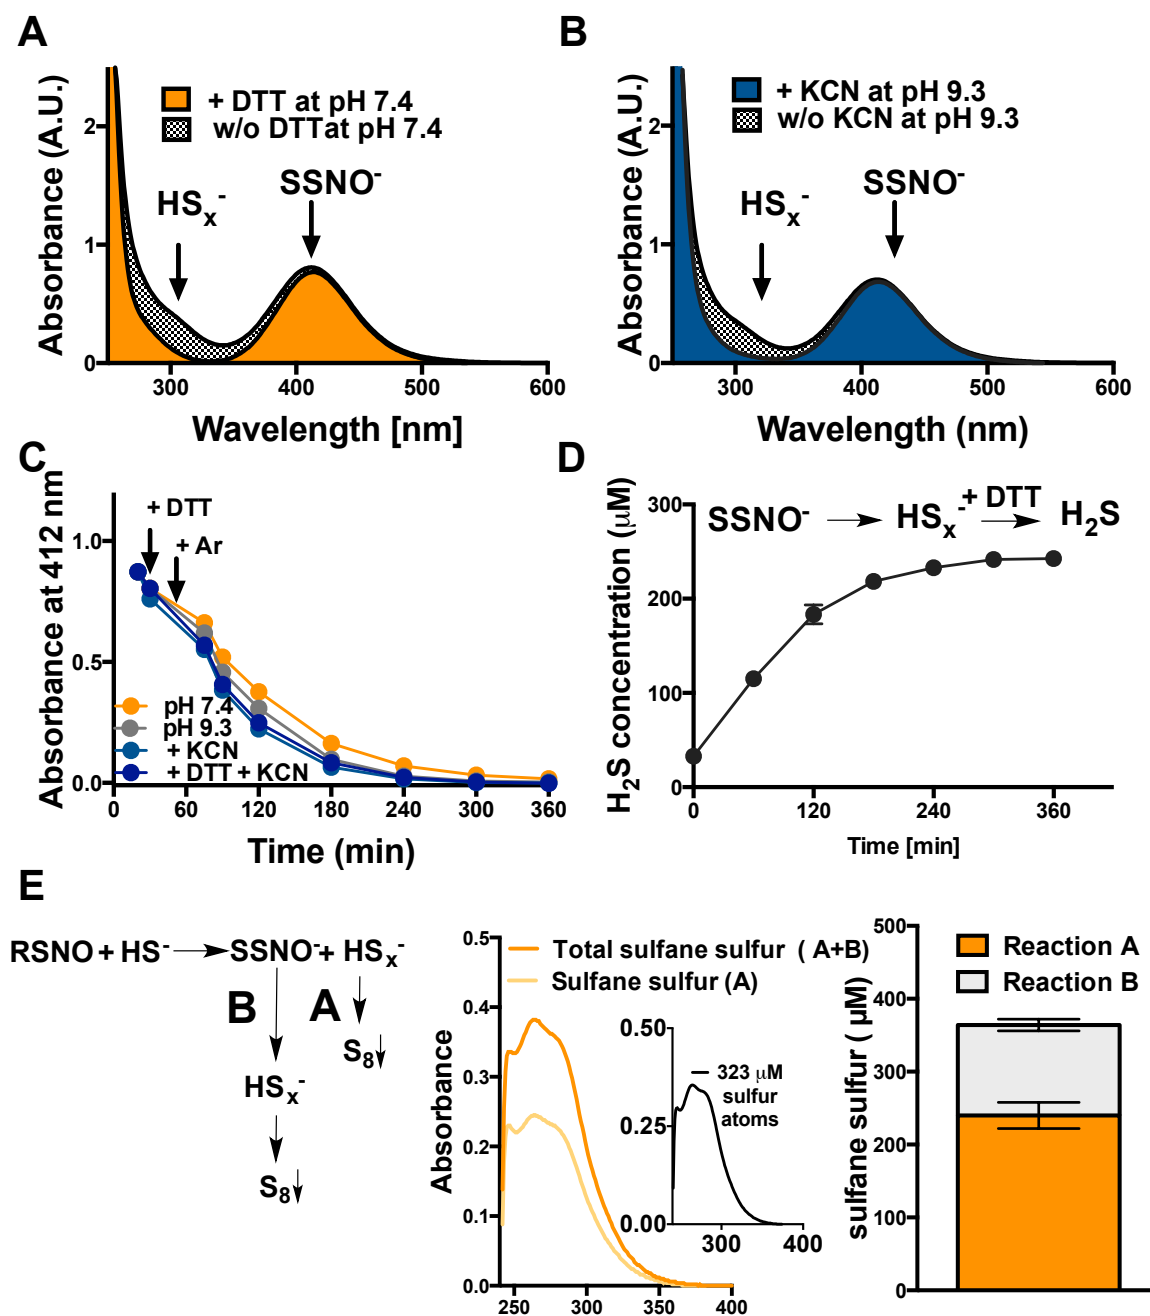 A
Absorbance (A.U.)
+ DTT at pH 7.4
w/o DTTat pH 7.4
HSx-
SSNO-
2
1
0
300
400
500
600
Wavelength [nm]
B
Absorbance (A.U.)
+ KCN at pH 9.3
w/o KCN at pH 9.3
HSx-
SSNO-
2
1
0
300
400
500
600
Wavelength (nm)
C
Absorbance at 412 nm
+ DTT
+ Ar
1.0
0.5
0.0
pH 7.4
pH 9.3
+ KCN
+ DTT + KCN
0
60
120
180
240
300
360
Time (min)
D
H2S concentration (μM)
SSNO-
HSx-
+ DTT
H2S
300
200
100
0
0
120
240
360
Time [min]
E
RSNO + HS-
SSNO- + HSx-
B
A
S8
HSx-
S8
Absorbance
0.5
0.4
0.3
0.2
0.1
0.0
Total sulfane sulfur ( A+B)
Sulfane sulfur (A)
0.50
0.25
0.00
323 μM
sulfur
atoms
300
400
250
300
350
400
sulfane sulfur ( μM)
500
400
300
200
100
0
Reaction A
Reaction B